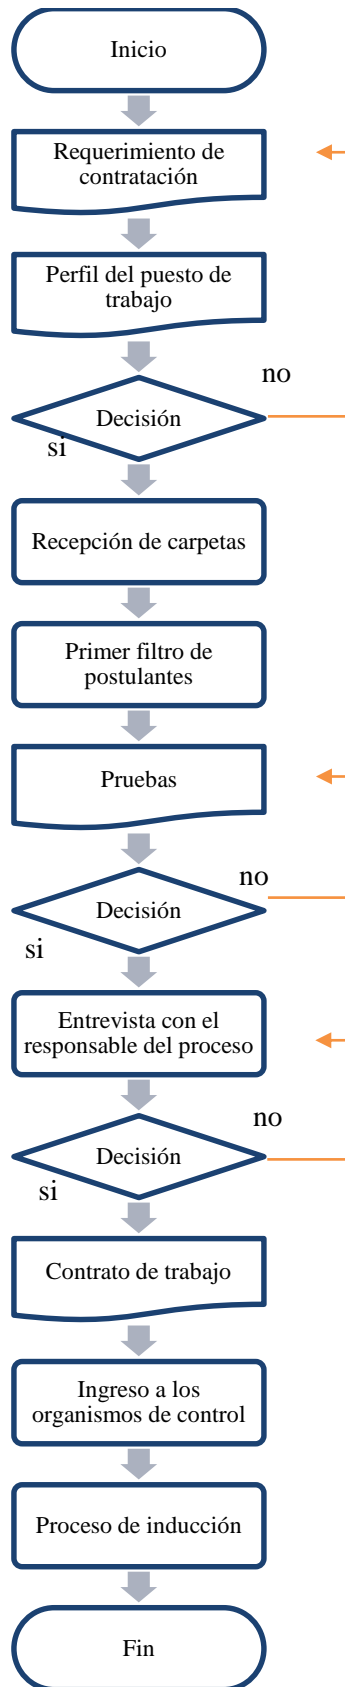 Inicio
Requerimiento de
contratación
Perfil del puesto de
trabajo
no
Decisión
si
Recepción de carpetas
Primer filtro de
postulantes
Pruebas
no
Decisión
si
Entrevista con el
responsable del proceso
no
Decisión
si
Contrato de trabajo
Ingreso a los
organismos de control
Proceso de inducción
Fin